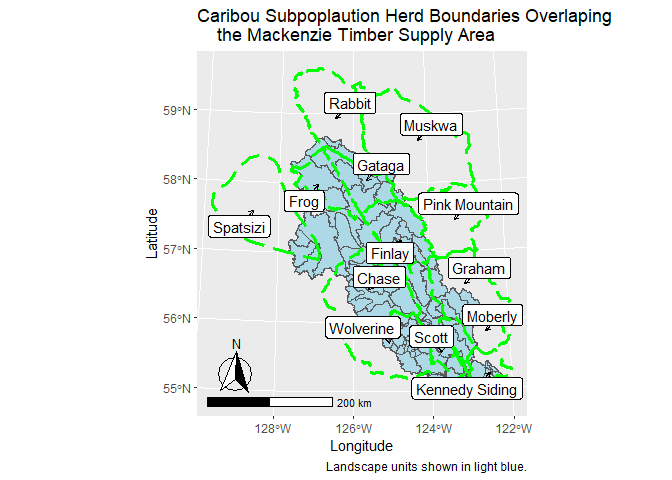 Caribou Subpoplaution Herd Boundaries Overlaping
the Mackenzie Timber Supply Area
59°N
58°N
57°N
56°N
55°N
Latitude
Rabbit
Muskwa
Gataga
Frog
Pink Mountain
Spatsizi
Finlay
Graham
Chase
Moberly
Wolverine
Scott
Kennedy Siding
N
200 km
128°W
126°W
124°W
122°W
Longitude
Landscape units shown in light blue.